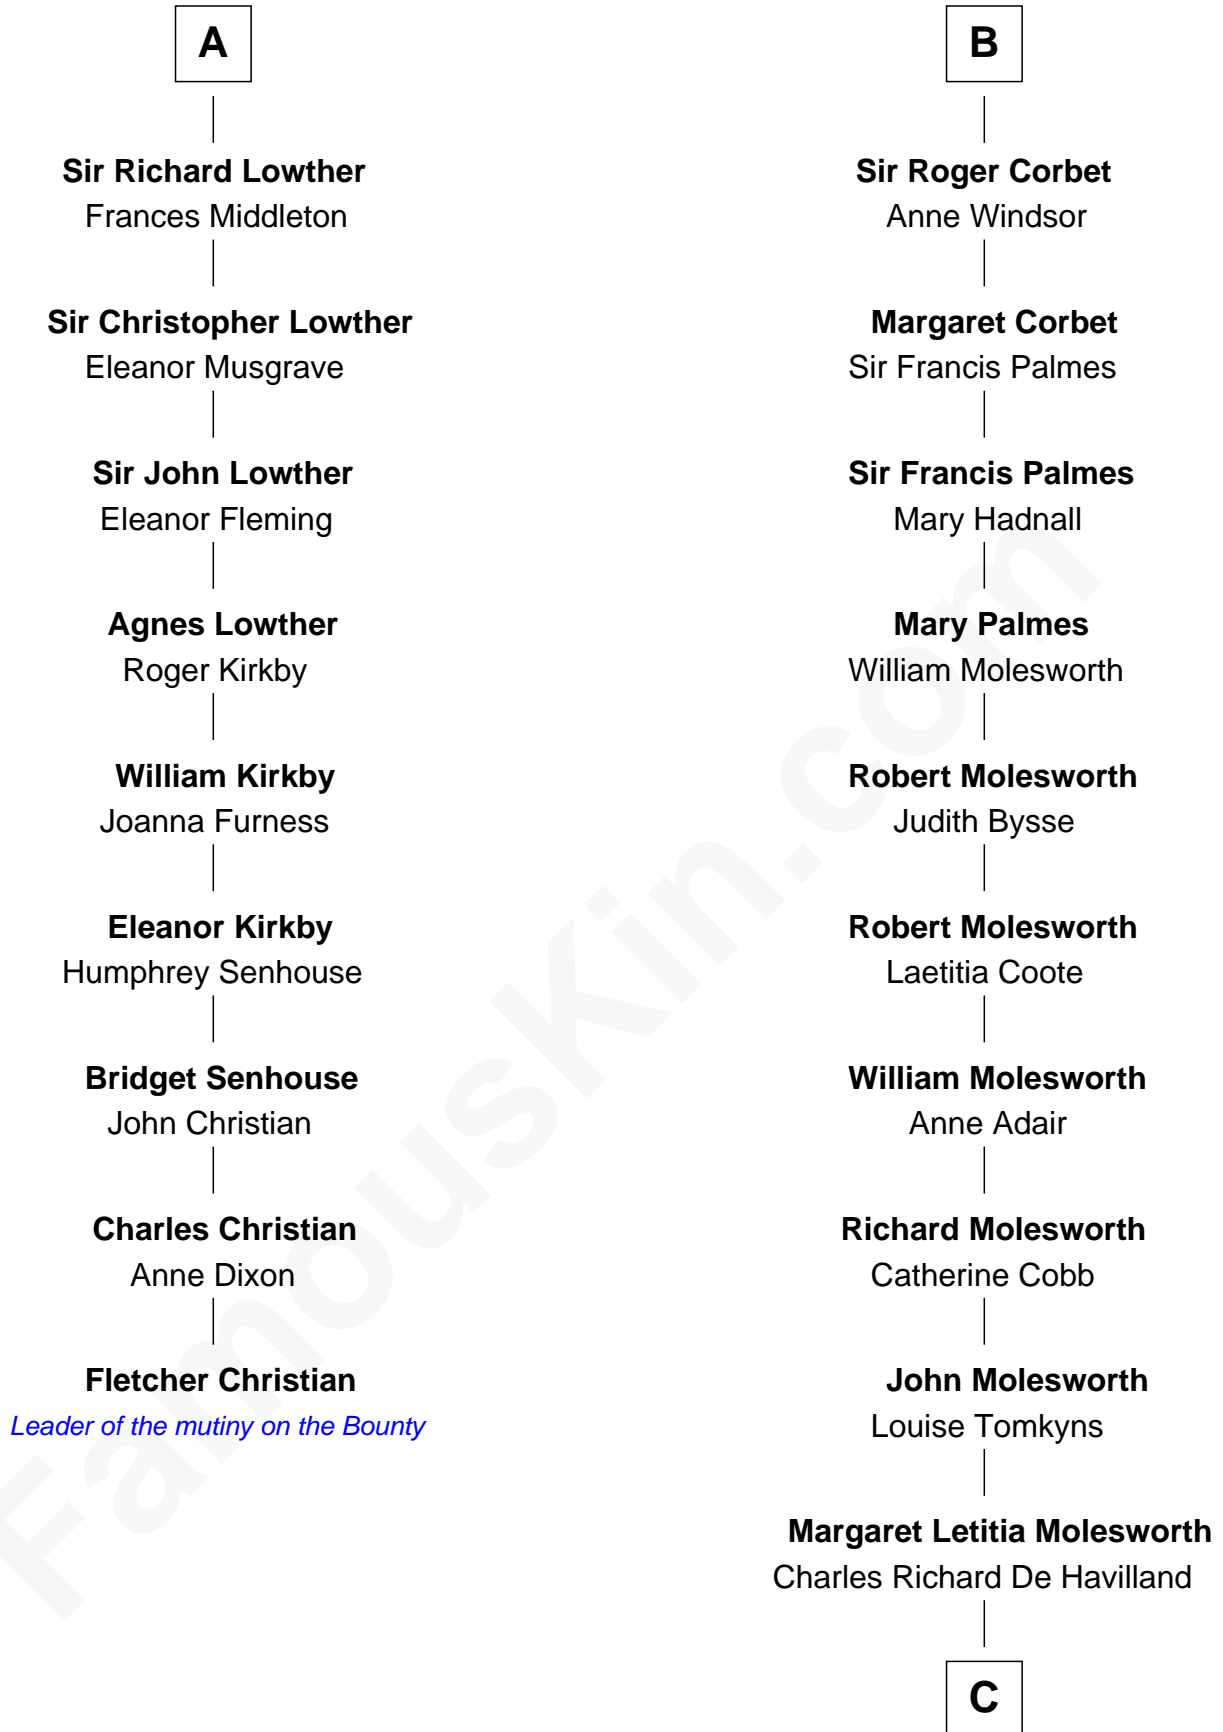 A
Sir Richard Lowther
Frances Middleton
Sir Christopher Lowther
Eleanor Musgrave
Sir John Lowther
Eleanor Fleming
Agnes Lowther
Roger Kirkby
William Kirkby
Joanna Furness
Eleanor Kirkby
Humphrey Senhouse
Bridget Senhouse
John Christian
Charles Christian
Anne Dixon
Fletcher Christian
Leader of the mutiny on the Bounty
B
Sir Roger Corbet
Anne Windsor
Margaret Corbet
Sir Francis Palmes
Sir Francis Palmes
Mary Hadnall
Mary Palmes
William Molesworth
Robert Molesworth
Judith Bysse
Robert Molesworth
Laetitia Coote
William Molesworth
Anne Adair
Richard Molesworth
Catherine Cobb
John Molesworth
Louise Tomkyns
Margaret Letitia Molesworth
Charles Richard De Havilland
C
FamousKin.com